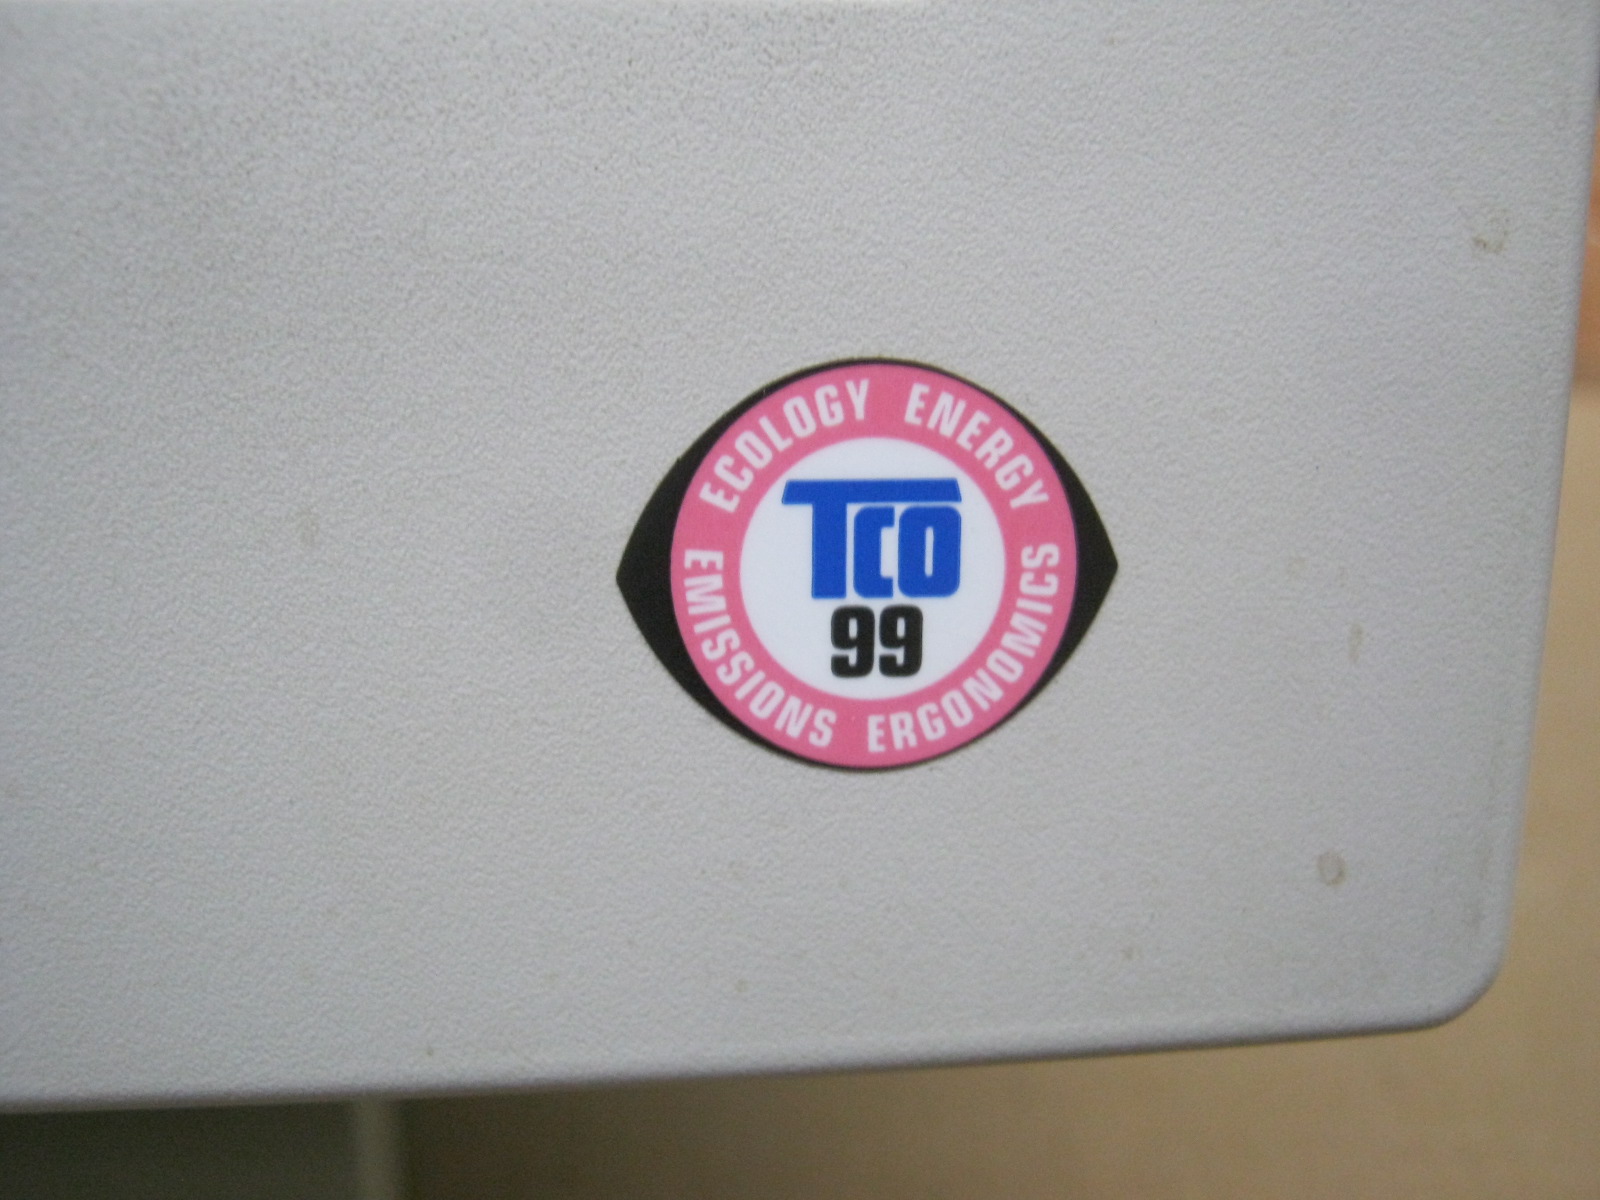 ECOLOGY ENERGY
TCO
99
EMISSIONS ERGONOMICS